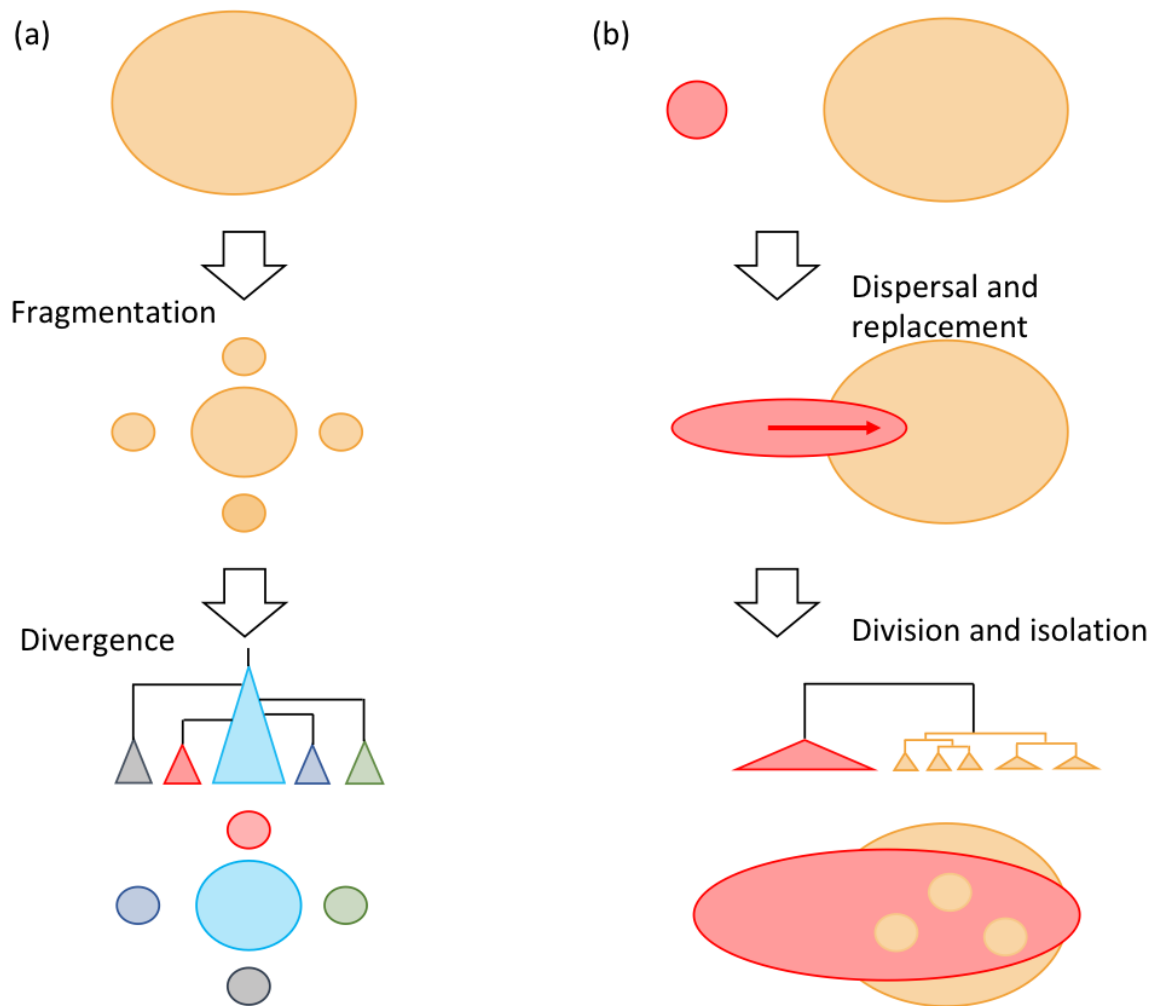 (a)
Fragmentation
Divergence
(b)
Dispersal and
replacement
Division and isolation